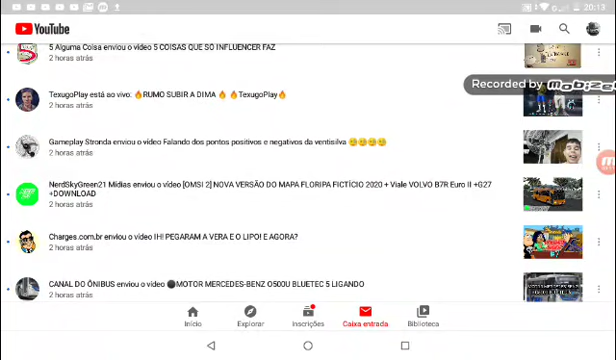 20:13
YouTube
5 Alguma Coisa enviou o vídeo 5 COISAS QUE SÓ INFLUENCER FAZ
2 horas atrás
Recorded by mobizen
TexugoPlay está ao vivo: 🔥RUMO SUBIR A DIMA 🔥 🔥TexugoPlay🔥
2 horas atrás
Gameplay Stronda enviou o vídeo Falando dos pontos positivos e negativos da ventisilva 😊😊😊😊
2 horas atrás
NerdSkyGreen21 Mídias enviou o vídeo [OMSI 2] NOVA VERSÃO DO MAPA FLORIPA FICTÍCIO 2020 + Viale VOLVO B7R Euro II +G27
+DOWNLOAD
2 horas atrás
Charges.com.br enviou o vídeo IH! PEGARAM A VERA E O LIPO! E AGORA?
2 horas atrás
CANAL DO ÔNIBUS enviou o vídeo ⚫MOTOR MERCEDES-BENZ O500U BLUETEC 5 LIGANDO
2 horas atrás
Início
Explorar
Inscrições
Caixa entrada
Biblioteca